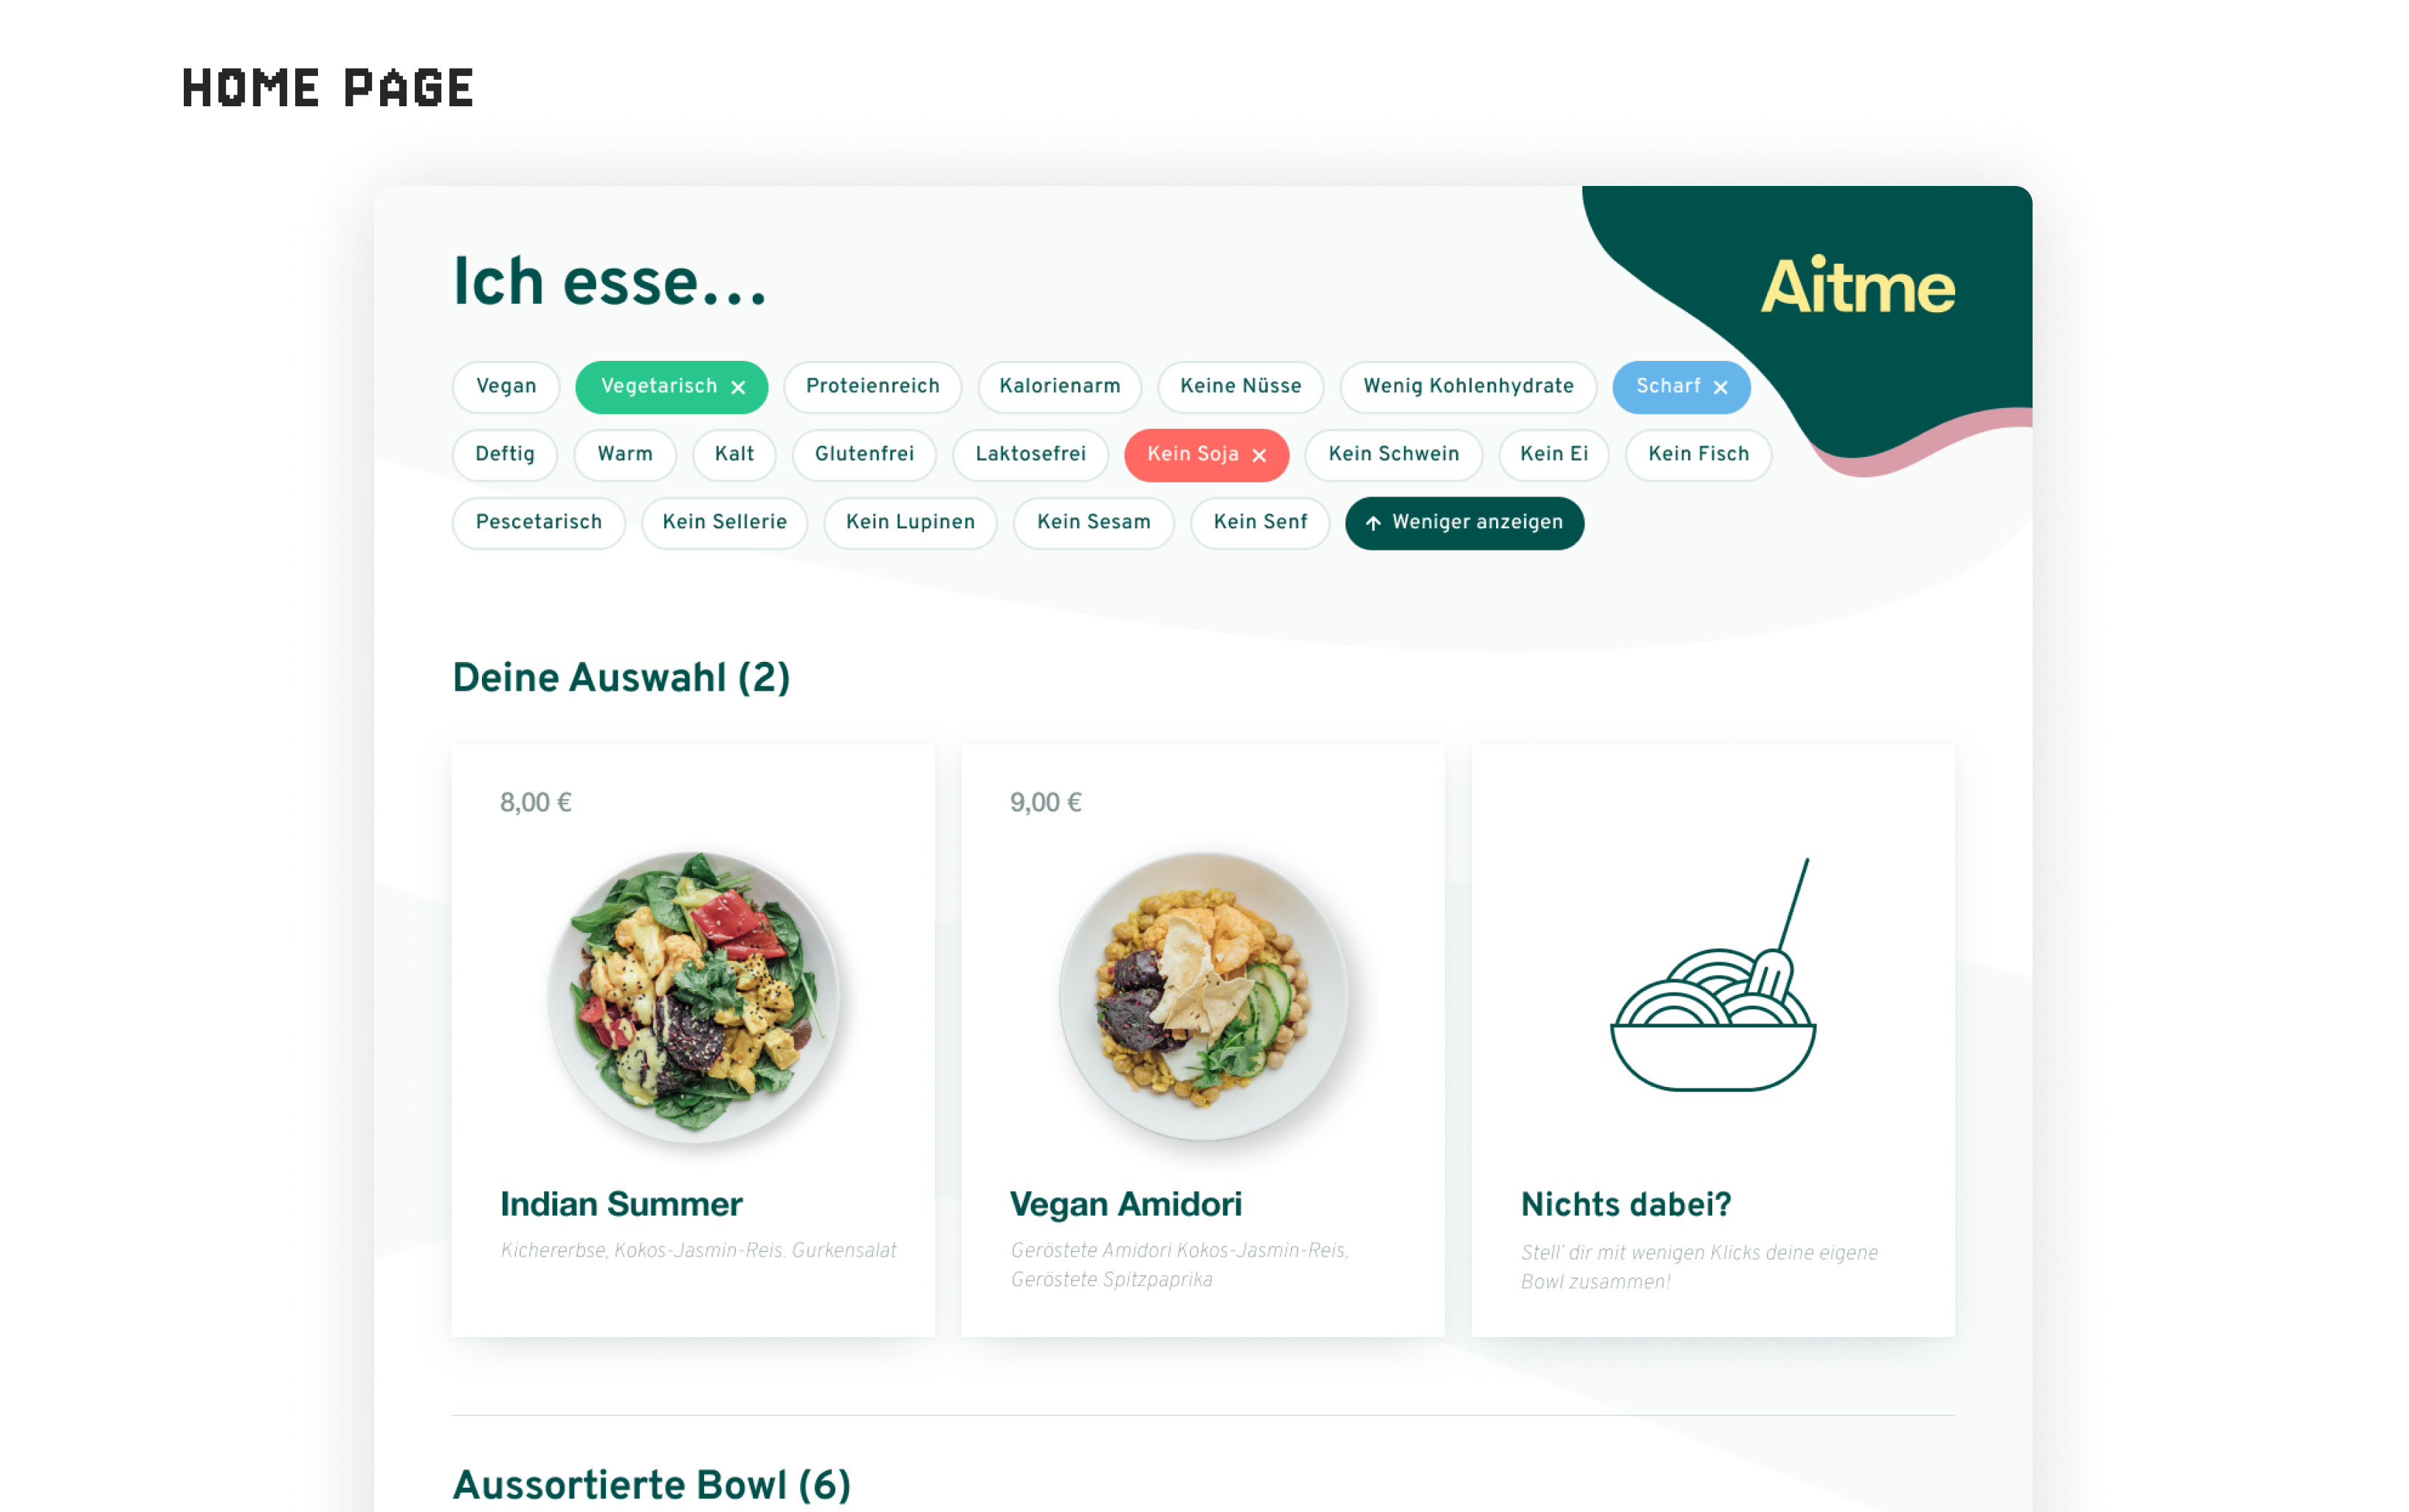 HOME PAGE
Ich esse...
Aitme
Vegan
Vegetarisch
Proteienreich
Kalorienarm
Keine Nüsse
Wenig Kohlenhydrate
Scharf
Deftig
Warm
Kalt
Glutenfrei
Laktosefrei
Kein Soja
Kein Schwein
Kein Ei
Kein Fisch
Pescetarisch
Kein Sellerie
Kein Lupinen
Kein Sesam
Kein Senf
Weniger anzeigen
Deine Auswahl (2)
8,00 €
Indian Summer
Kichererbse, Kokos-Jasmin-Reis. Gurkensalat
9,00 €
Vegan Amidori
Geröstete Amidori Kokos-Jasmin-Reis,
Geröstete Spitzpaprika
Nichts dabei?
Stell' dir mit wenigen Klicks deine eigene
Bowl zusammen!
Aussortierte Bowl (6)